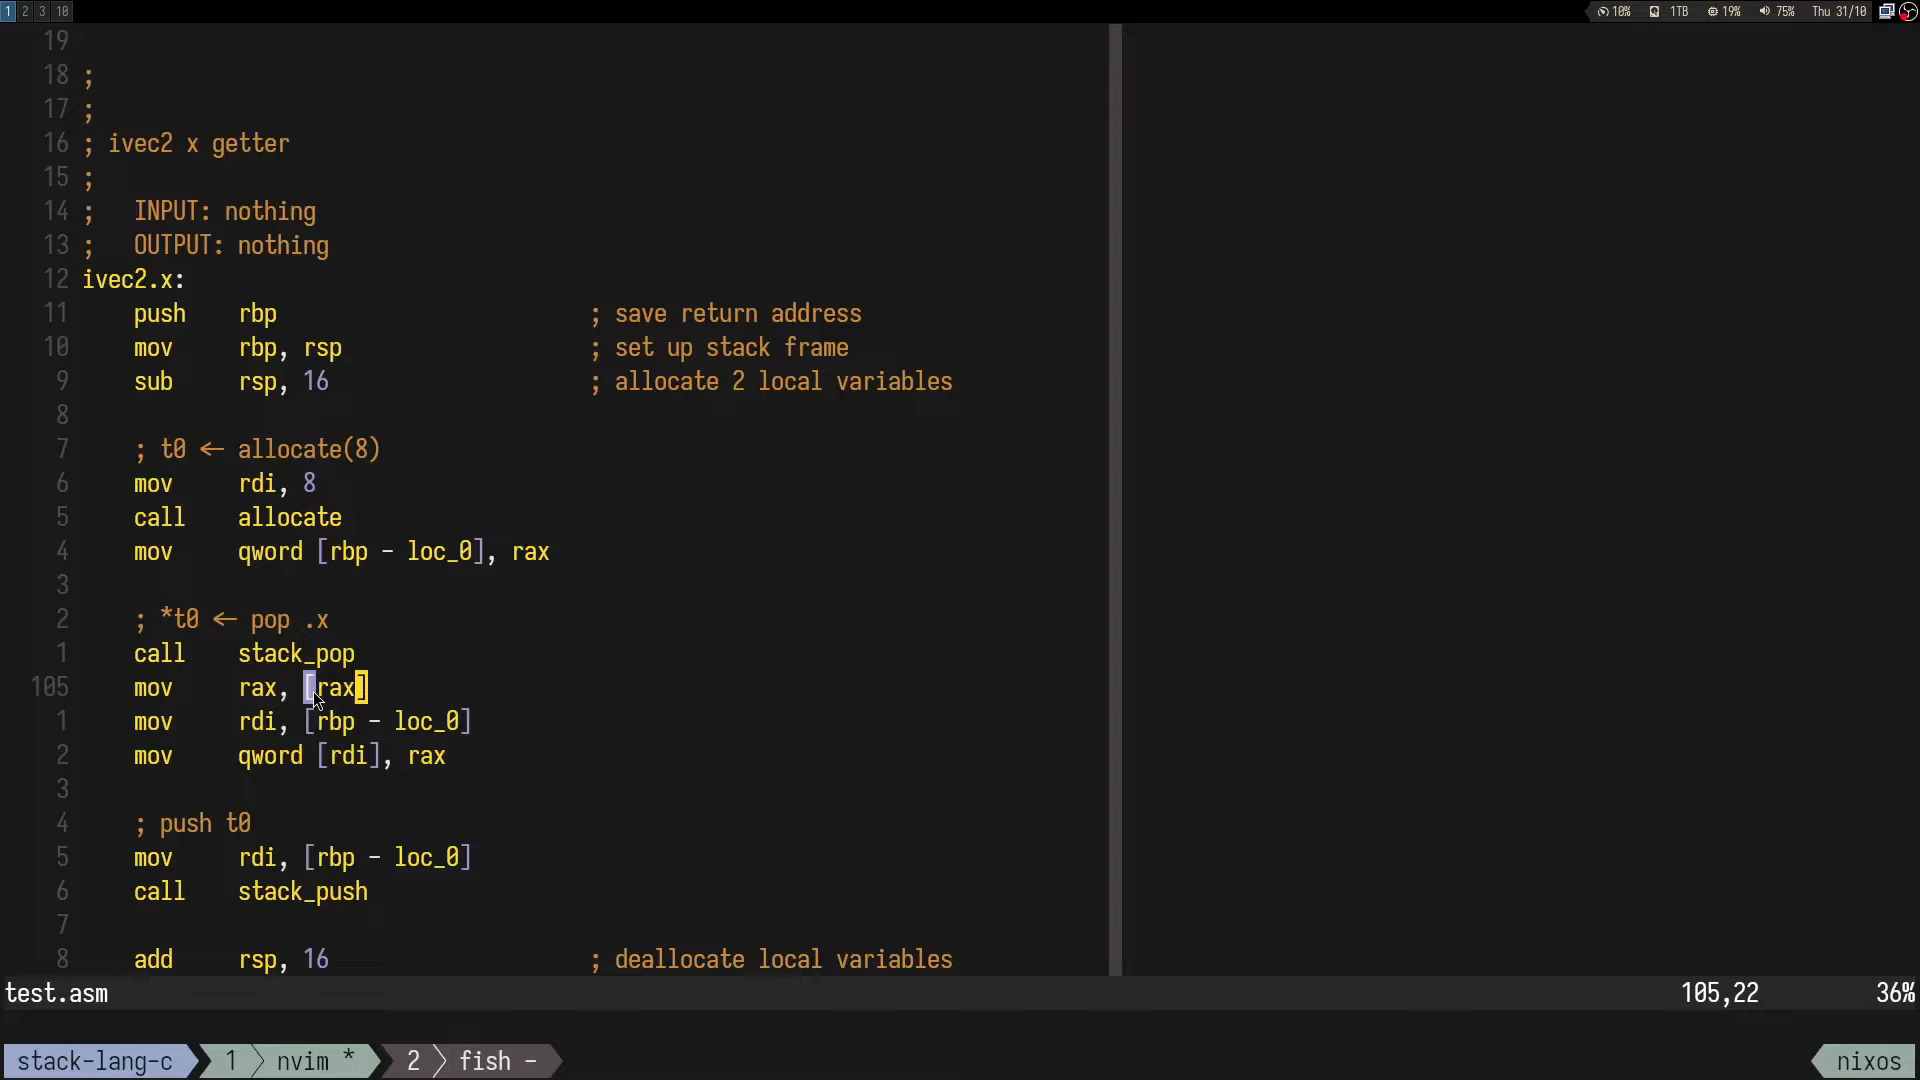 1 2 3 10 10% 1TB 19% 75% Thu 31/10
19
18 ;
17 ;
16 ; ivec2 x getter
15 ;
14 ;   INPUT: nothing
13 ;   OUTPUT: nothing
12 ivec2.x:
11     push    rbp                        ; save return address
10     mov     rbp, rsp                   ; set up stack frame
9     sub     rsp, 16                    ; allocate 2 local variables
8
7     ; t0 <- allocate(8)
6     mov     rdi, 8
5     call    allocate
4     mov     qword [rbp - loc_0], rax
3
2     ; *t0 <- pop .x
1     call    stack_pop
105     mov     rax, [rax]
1     mov     rdi, [rbp - loc_0]
2     mov     qword [rdi], rax
3
4     ; push t0
5     mov     rdi, [rbp - loc_0]
6     call    stack_push
7
8     add     rsp, 16                    ; deallocate local variables
test.asm 105,22 36%
stack-lang-c 1 nvim * 2 fish - nixos